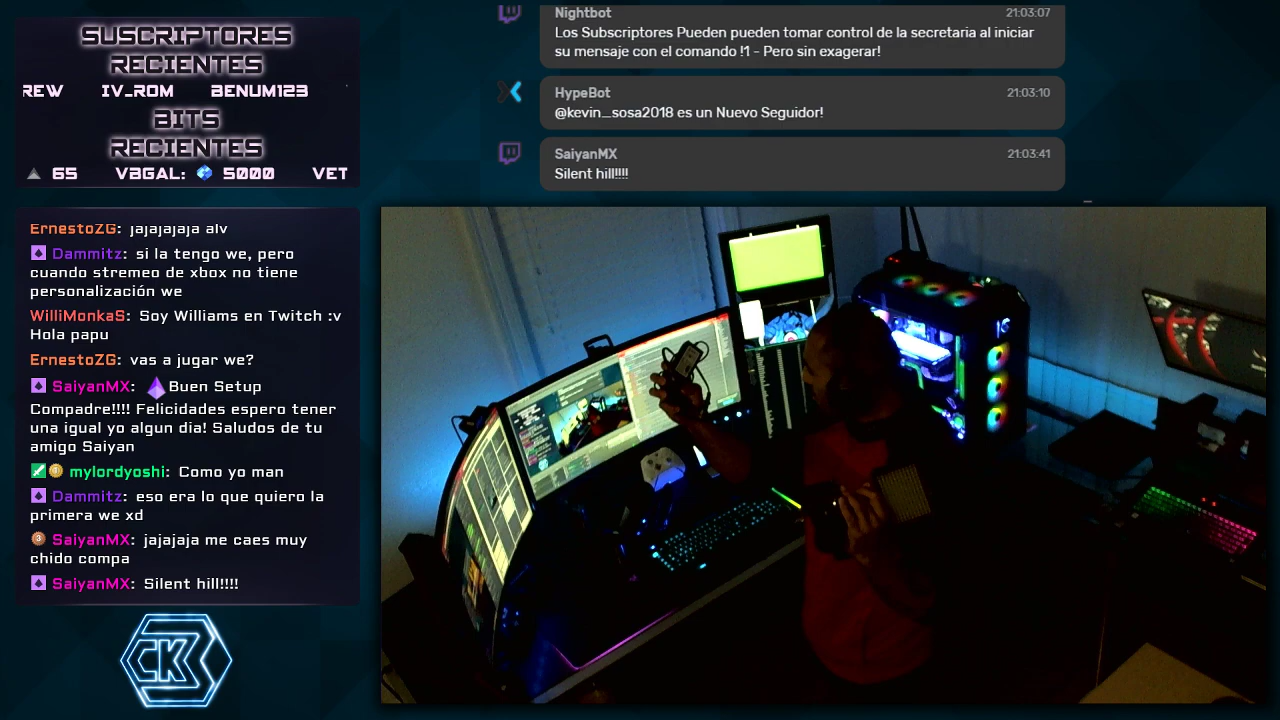 SUSCRIPTORES
RECIENTES
REW IV_ROM BENUM123
BITS
RECIENTES
65 V3GAL: 5000 VET
Nightbot 21:03:07
Los Subscriptores Pueden pueden tomar control de la secretaria al iniciar
su mensaje con el comando !1 - Pero sin exagerar!
HypeBot 21:03:10
@kevin_sosa2018 es un Nuevo Seguidor!
SaiyanMX 21:03:41
Silent hill!!!!
ErnestoZG: jajajajaja alv
Dammitz: si la tengo we, pero
cuando stremeo de xbox no tiene
personalización we
WilliMonkaS: Soy Williams en Twitch :v
Hola papu
ErnestoZG: vas a jugar we?
SaiyanMX: Buen Setup
Compadre!!!! Felicidades espero tener
una igual yo algun dia! Saludos de tu
amigo Saiyan
mylordyoshi: Como yo man
Dammitz: eso era lo que quiero la
primera we xd
SaiyanMX: jajajaja me caes muy
chido compa
SaiyanMX: Silent hill!!!!
CK3